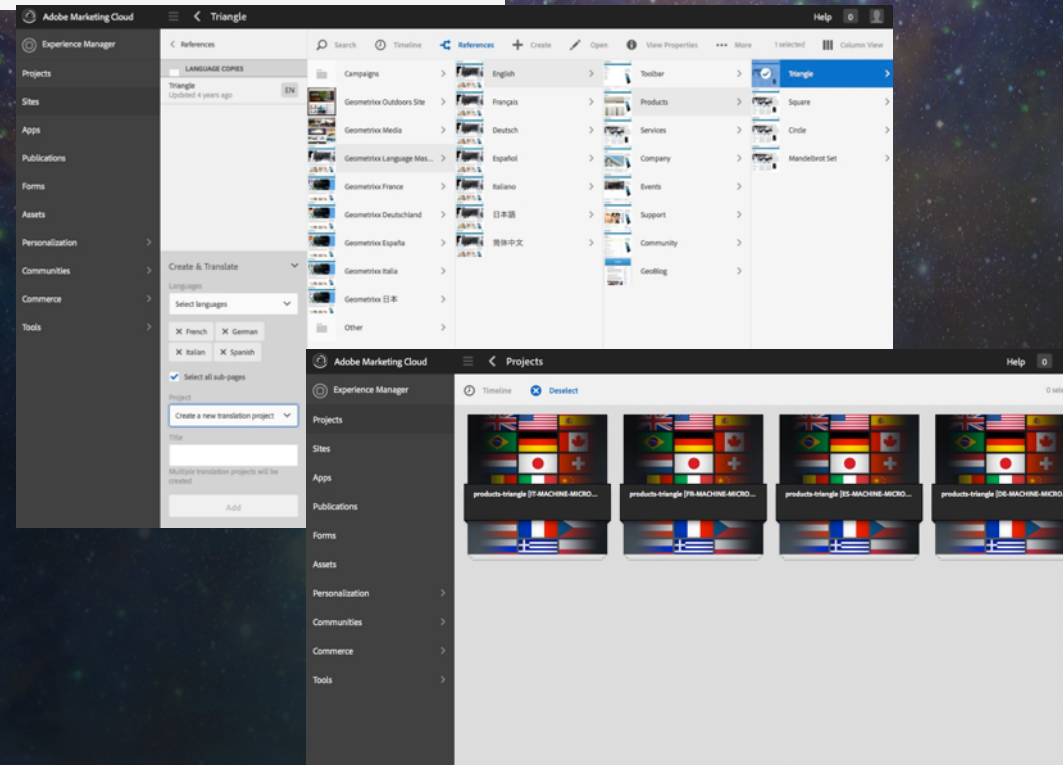 Adobe Marketing Cloud
Triangle
Help 0
Experience Manager
Projects
Sites
Apps
Publications
Forms
Assets
Personalization
Communities
Commerce
Tools
References
LANGUAGE COPIES
Triangle
Updated 4 years ago
EN
Create & Translate
Languages
Select languages
× French × German
× Italian × Spanish
Select all sub-pages
Project
Create a new translation project
Title
Multiple translation projects will be
created
Add
Search Timeline References Create Open View Properties More 1 selected Column View
Campaigns
Geometrixx Outdoors Site
Geometrixx Media
Geometrixx Language Mas...
Geometrixx France
Geometrixx Deutschland
Geometrixx España
Geometrixx Italia
Geometrixx 日本
Other
English
Français
Deutsch
Español
Italiano
日本語
简体中文
Toolbar
Products
Services
Company
Events
Support
Community
GeoBlog
Triangle
Square
Circle
Mandelbrot Set
Adobe Marketing Cloud
Projects
Help 0
Experience Manager
Projects
Sites
Apps
Publications
Forms
Assets
Personalization
Communities
Commerce
Tools
Timeline Deselect
0 sele
products-triangle [IT-MACHINE-MICRO...
products-triangle [FR-MACHINE-MICRO...
products-triangle [ES-MACHINE-MICRO...
products-triangle [DE-MACHINE-MICRO...